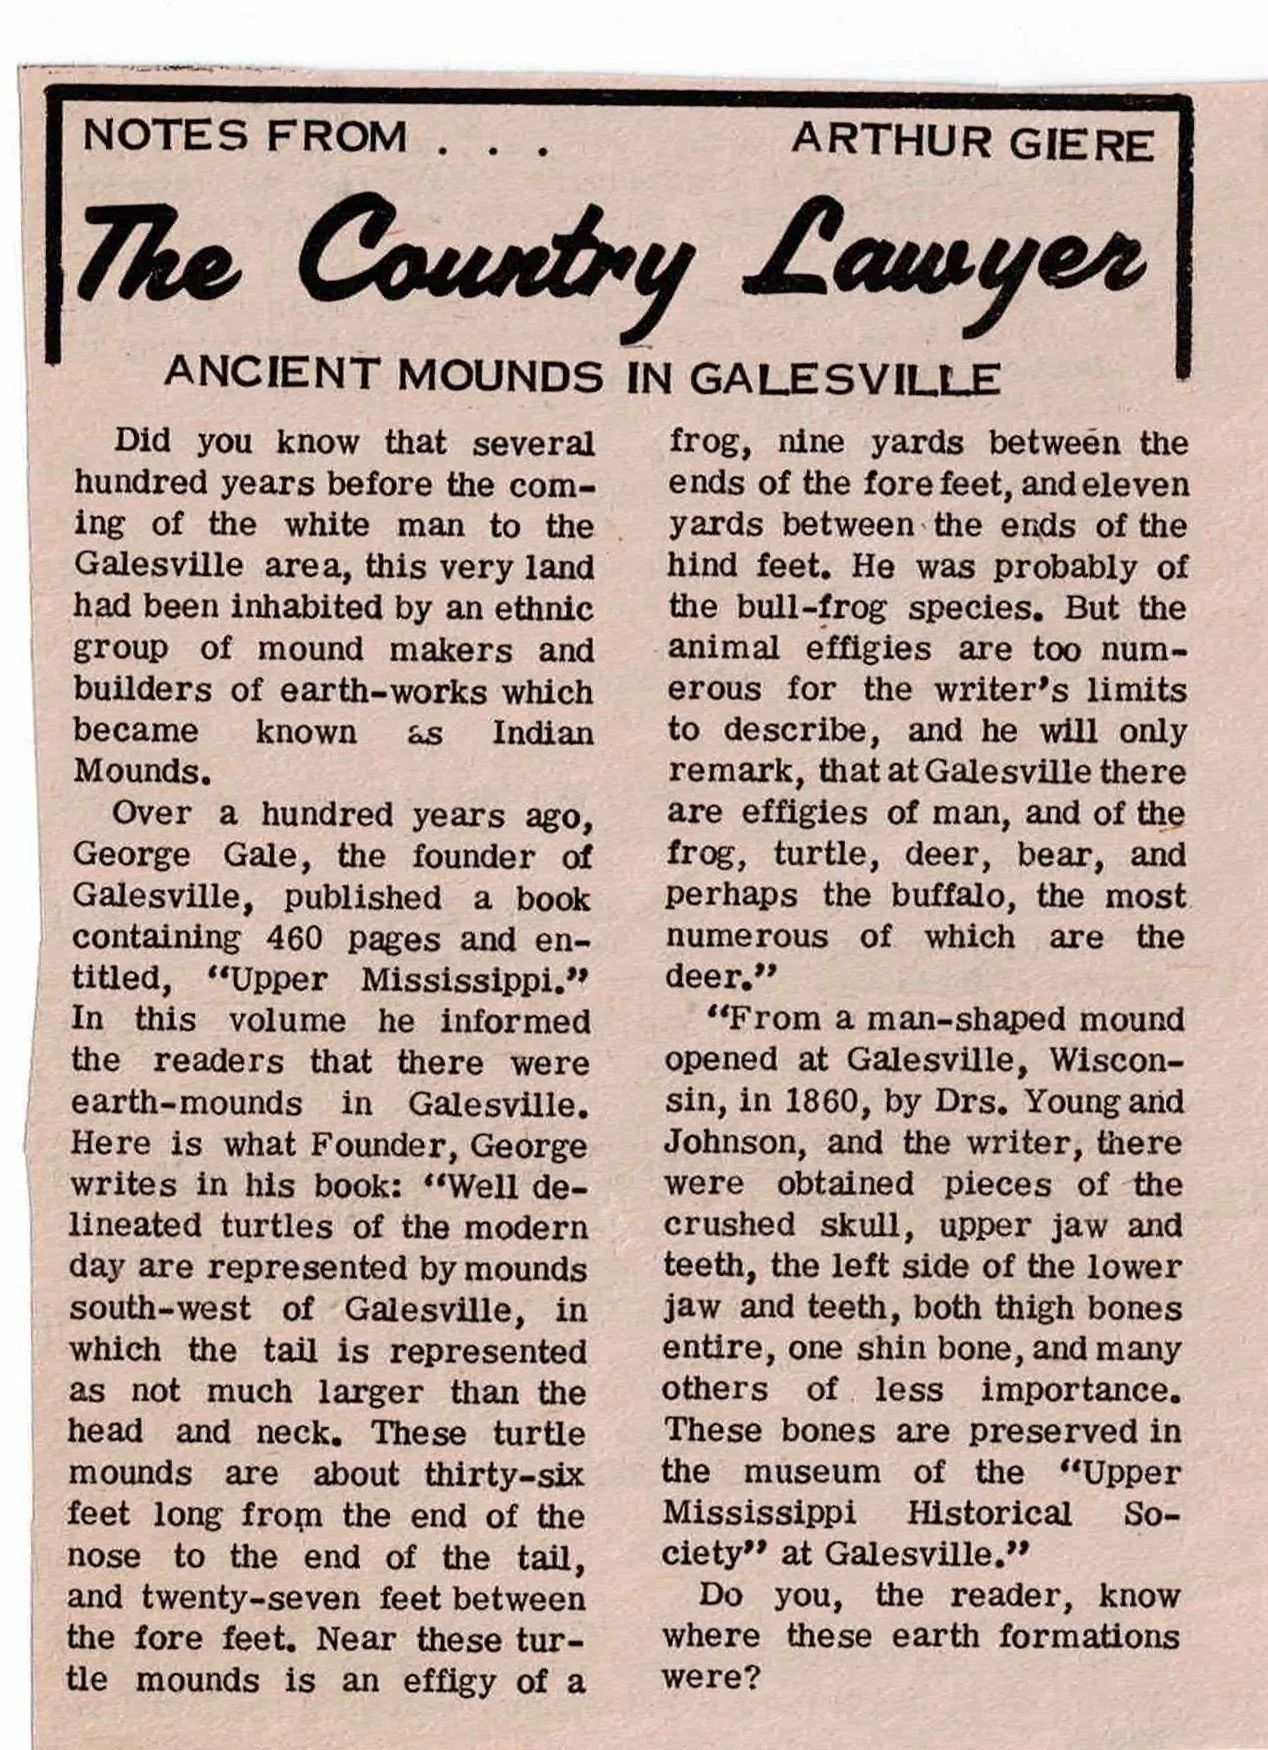 NOTES FROM . . . ARTHUR GIERE
The Country Lawyer
ANCIENT MOUNDS IN GALESVILLE
Did you know that several
hundred years before the com-
ing of the white man to the
Galesville area, this very land
had been inhabited by an ethnic
group of mound makers and
builders of earth-works which
became known as Indian
Mounds.
Over a hundred years ago,
George Gale, the founder of
Galesville, published a book
containing 460 pages and en-
titled, "Upper Mississippi."
In this volume he informed
the readers that there were
earth-mounds in Galesville.
Here is what Founder, George
writes in his book: "Well de-
lineated turtles of the modern
day are represented by mounds
south-west of Galesville, in
which the tail is represented
as not much larger than the
head and neck. These turtle
mounds are about thirty-six
feet long from the end of the
nose to the end of the tail,
and twenty-seven feet between
the fore feet. Near these tur-
tle mounds is an effigy of a
frog, nine yards between the
ends of the fore feet, and eleven
yards between the ends of the
hind feet. He was probably of
the bull-frog species. But the
animal effigies are too num-
erous for the writer's limits
to describe, and he will only
remark, that at Galesville there
are effigies of man, and of the
frog, turtle, deer, bear, and
perhaps the buffalo, the most
numerous of which are the
deer."
"From a man-shaped mound
opened at Galesville, Wiscon-
sin, in 1860, by Drs. Young and
Johnson, and the writer, there
were obtained pieces of the
crushed skull, upper jaw and
teeth, the left side of the lower
jaw and teeth, both thigh bones
entire, one shin bone, and many
others of less importance.
These bones are preserved in
the museum of the "Upper
Mississippi Historical So-
ciety" at Galesville."
Do you, the reader, know
where these earth formations
were?